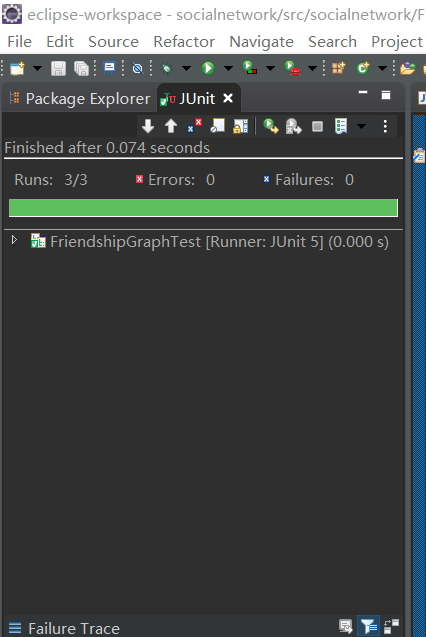 eclipse-workspace - socialnetwork/src/socialnetwork/F
File Edit Source Refactor Navigate Search Project
Package Explorer JUnit
Finished after 0.074 seconds
Runs: 3/3 Errors: 0 Failures: 0
FriendshipGraphTest [Runner: JUnit 5] (0.000 s)
Failure Trace